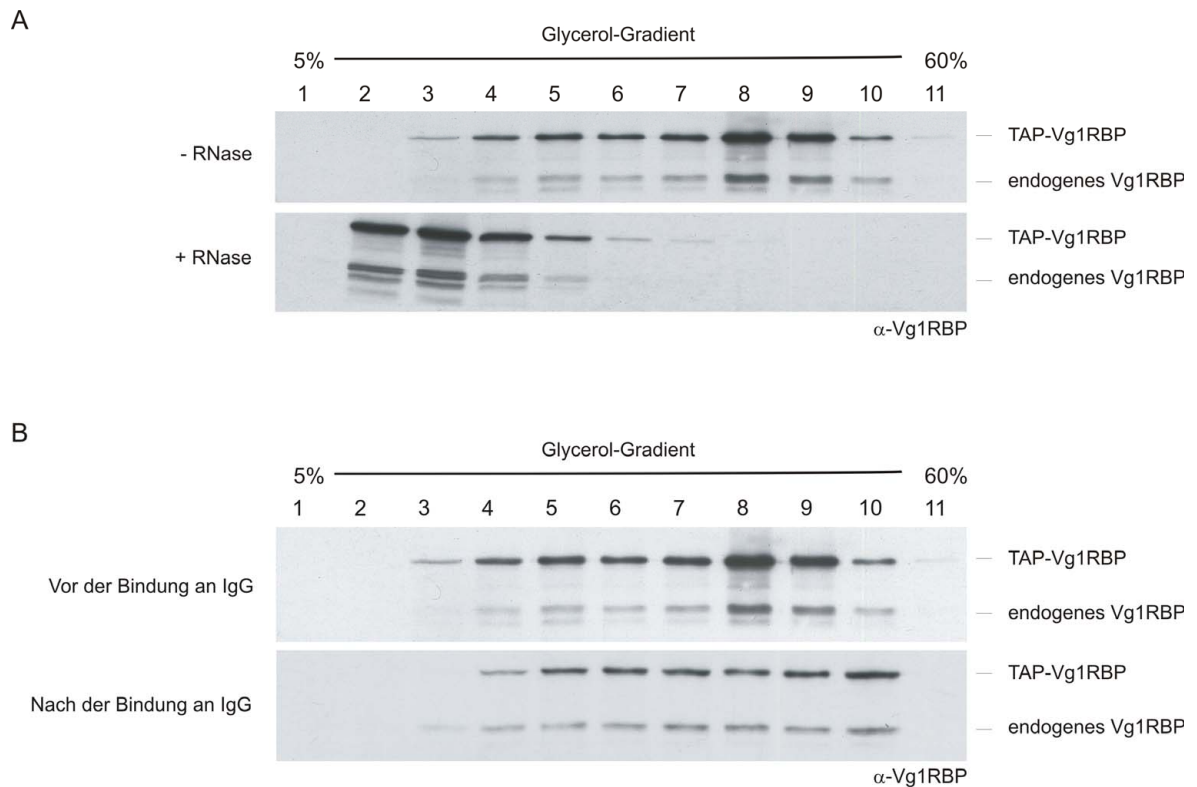 A
Glycerol-Gradient
5% 60%
1 2 3 4 5 6 7 8 9 10 11
- RNase
TAP-Vg1RBP
endogenes Vg1RBP
+ RNase
TAP-Vg1RBP
endogenes Vg1RBP
α-Vg1RBP
B
Glycerol-Gradient
5% 60%
1 2 3 4 5 6 7 8 9 10 11
Vor der Bindung an IgG
TAP-Vg1RBP
endogenes Vg1RBP
Nach der Bindung an IgG
TAP-Vg1RBP
endogenes Vg1RBP
α-Vg1RBP